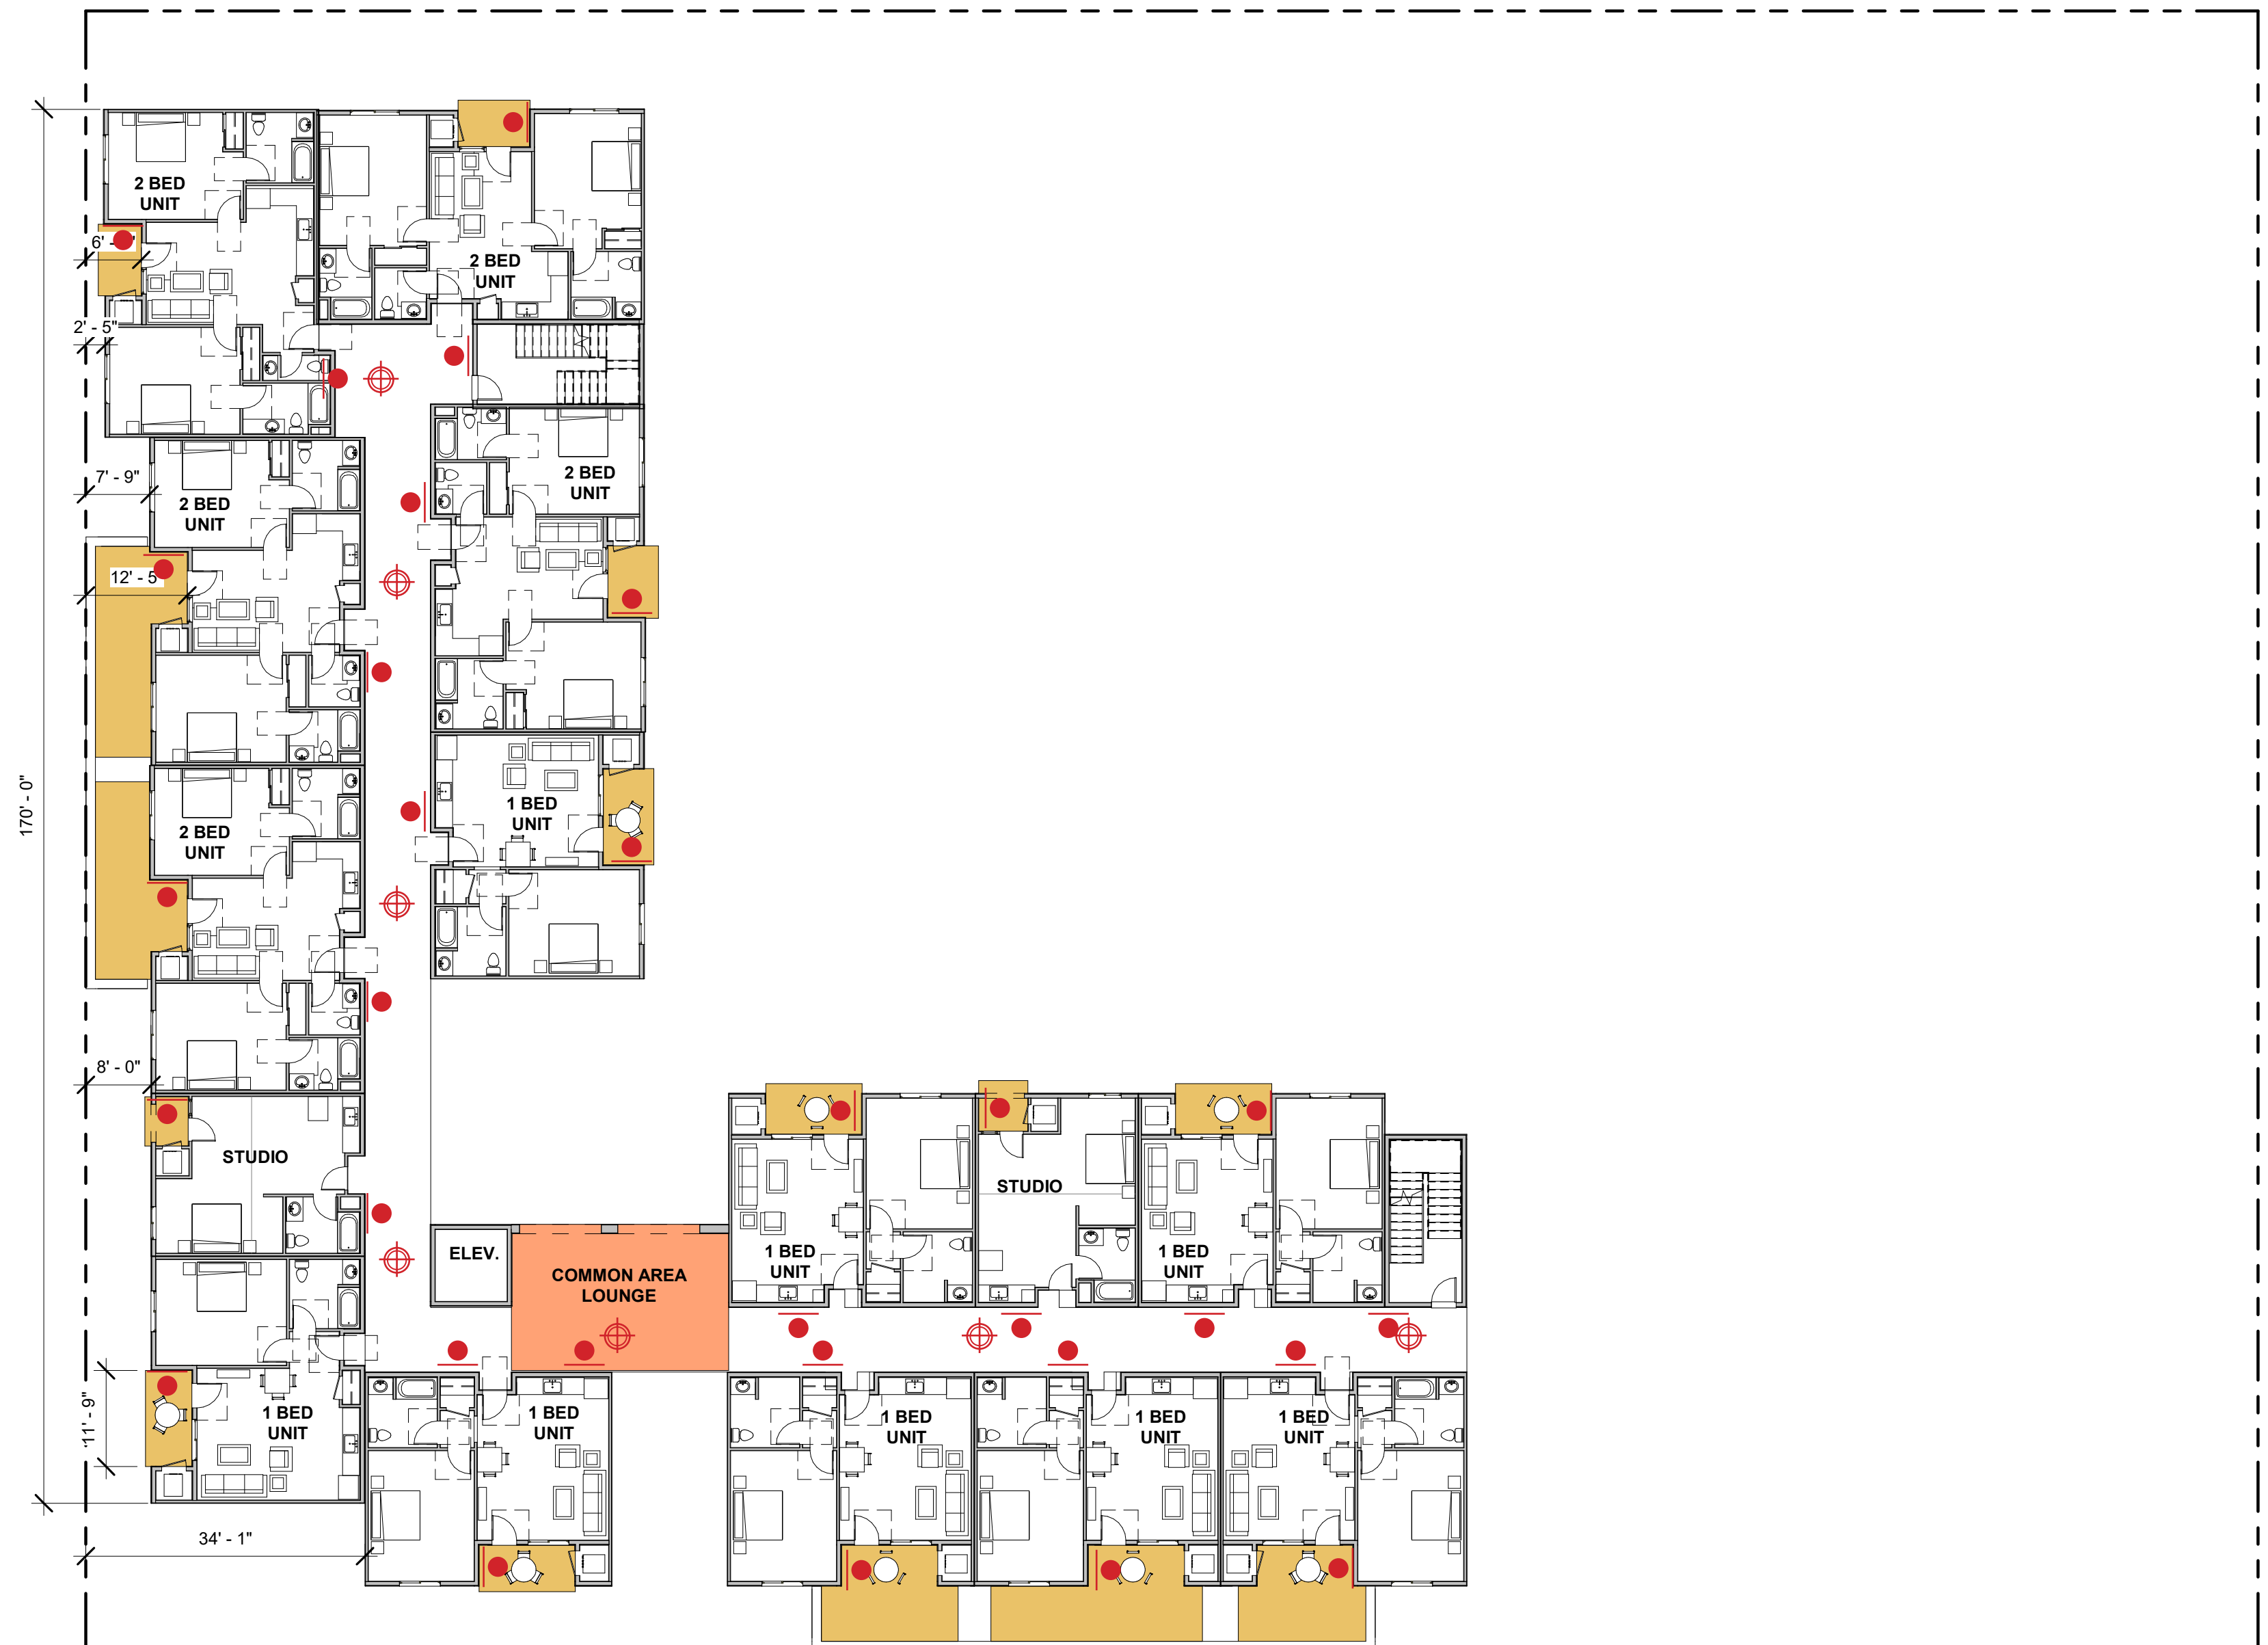 2 BED
UNIT
2 BED
UNIT
6' -
2' - 5"
2 BED
UNIT
7' - 9"
2 BED
UNIT
12' - 5
170' - 0"
1 BED
UNIT
2 BED
UNIT
8' - 0"
STUDIO
STUDIO
1 BED
UNIT
1 BED
UNIT
ELEV.
COMMON AREA
LOUNGE
11' - 9"
1 BED
UNIT
1 BED
UNIT
1 BED
UNIT
1 BED
UNIT
1 BED
UNIT
34' - 1"